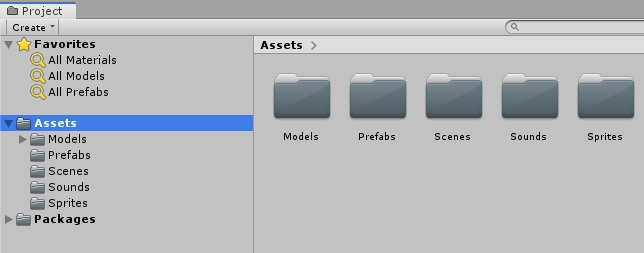 Project
Create
Favorites
All Materials
All Models
All Prefabs
Assets
Models
Prefabs
Scenes
Sounds
Sprites
Packages
Assets
Models Prefabs Scenes Sounds Sprites